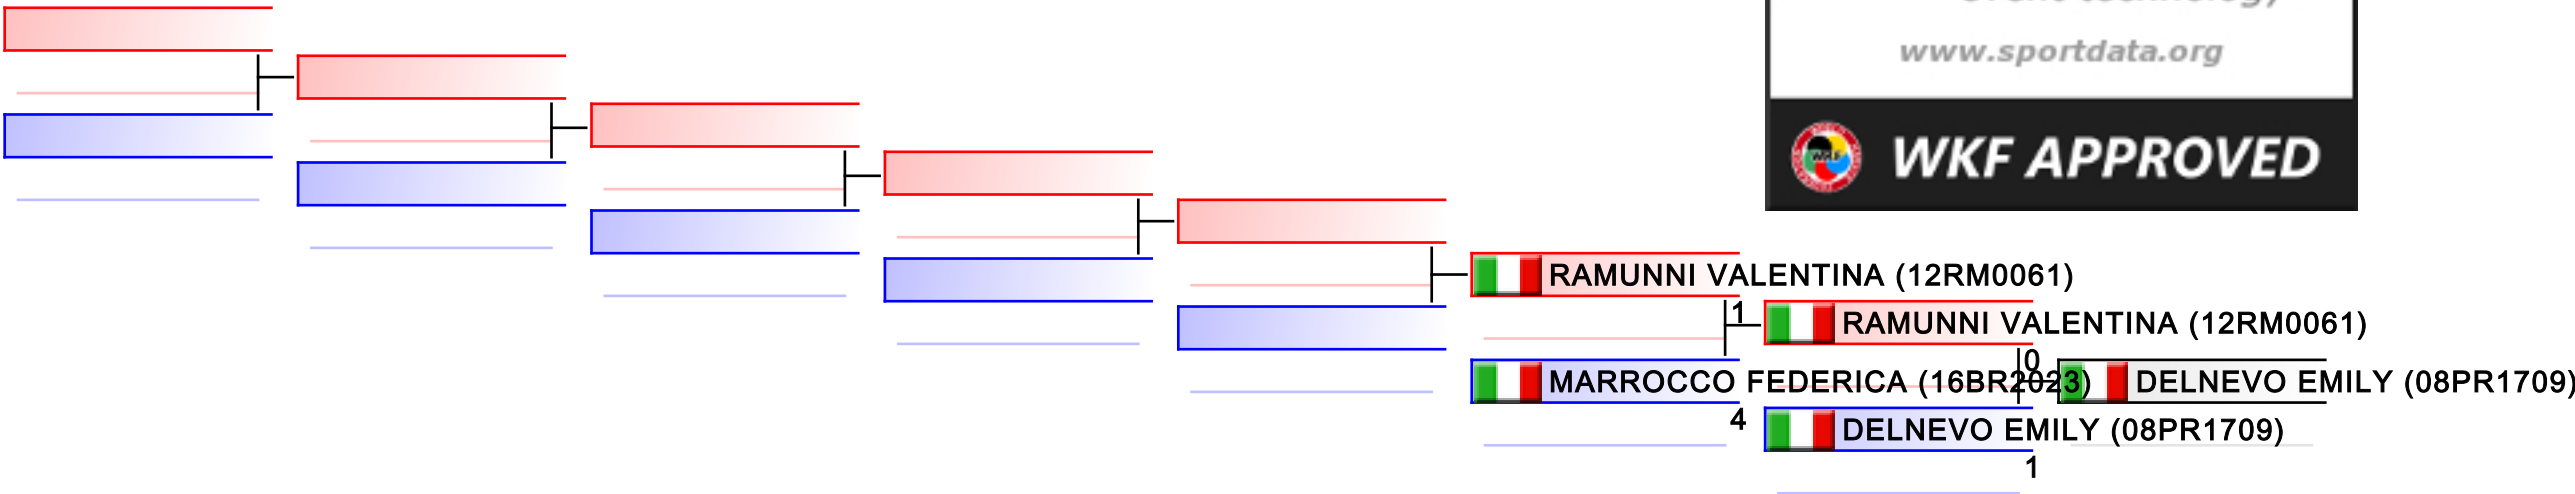 www.sportdata.org
WKF APPROVED
RAMUNNI VALENTINA (12RM0061)
1
RAMUNNI VALENTINA (12RM0061)
0
MARROCCO FEDERICA (16BR2023)
DELNEVO EMILY (08PR1709)
4
DELNEVO EMILY (08PR1709)
1